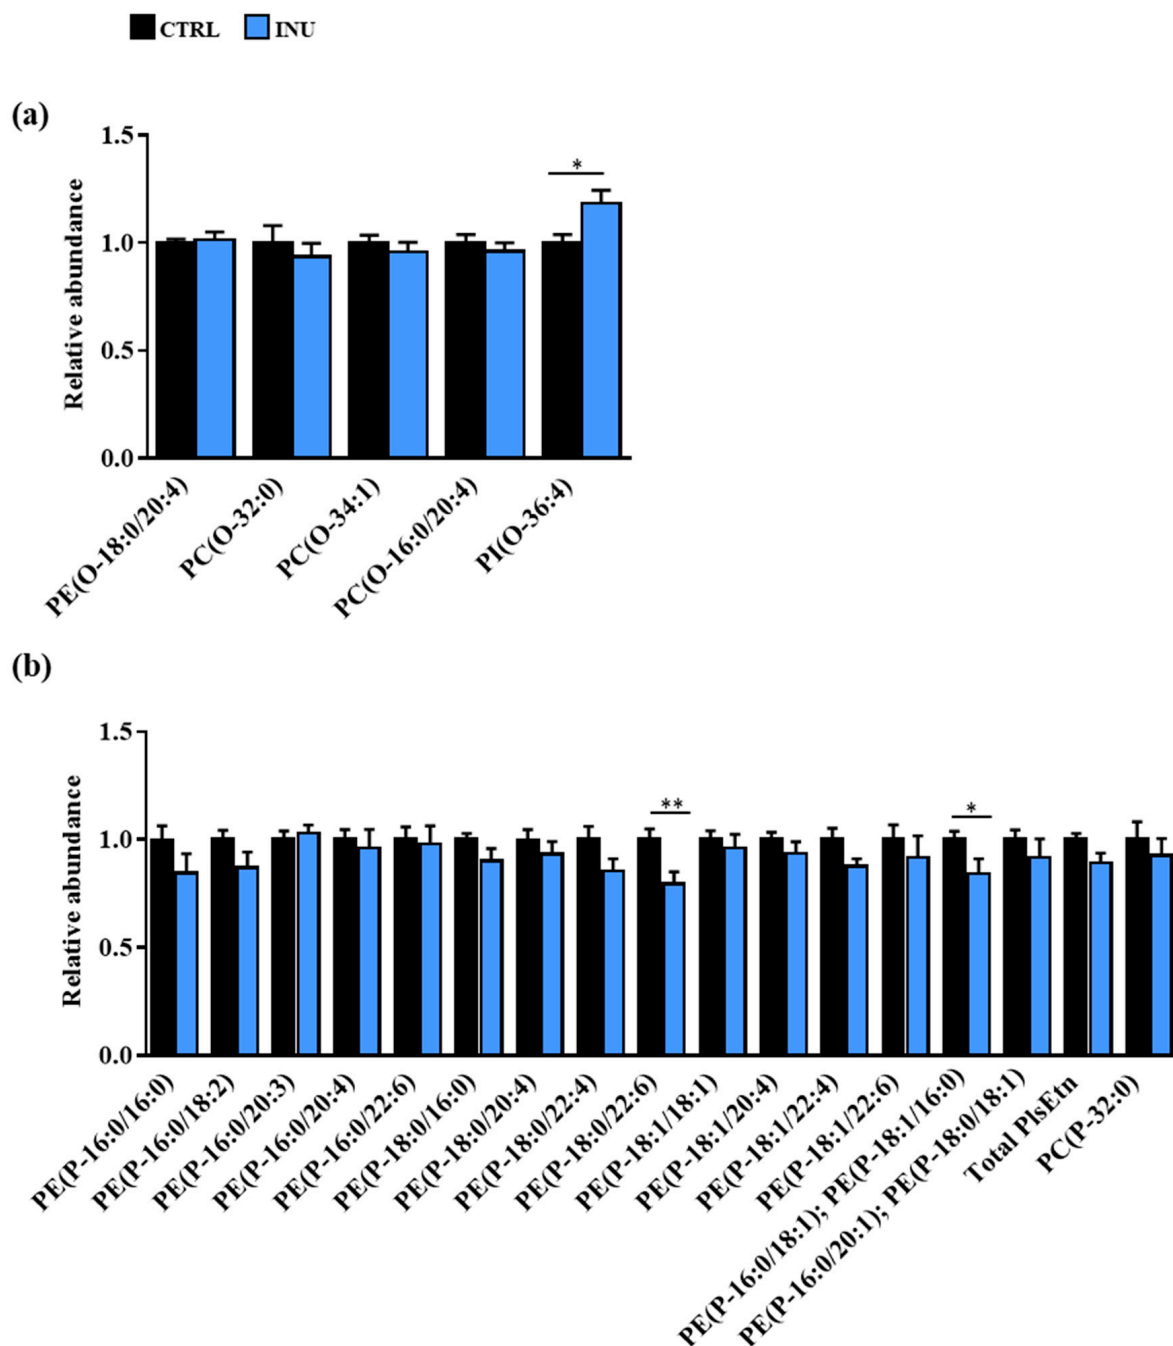 CTRL INU
(a)
1.5
1.0
0.5
0.0
Relative abundance
*
PE(O-18:0/20:4)
PC(O-32:0)
PC(O-34:1)
PC(O-16:0/20:4)
PI(O-36:4)
(b)
1.5
1.0
0.5
0.0
Relative abundance
**
*
PE(P-16:0/16:0)
PE(P-16:0/18:2)
PE(P-16:0/20:3)
PE(P-16:0/20:4)
PE(P-16:0/22:6)
PE(P-18:0/16:0)
PE(P-18:0/20:4)
PE(P-18:0/22:4)
PE(P-18:0/22:6)
PE(P-18:1/18:1)
PE(P-18:1/20:4)
PE(P-18:1/22:4)
PE(P-18:1/22:6)
PE(P-16:0/18:1); PE(P-18:1/16:0)
PE(P-16:0/20:1); PE(P-18:0/18:1)
Total PlsEtn
PC(P-32:0)